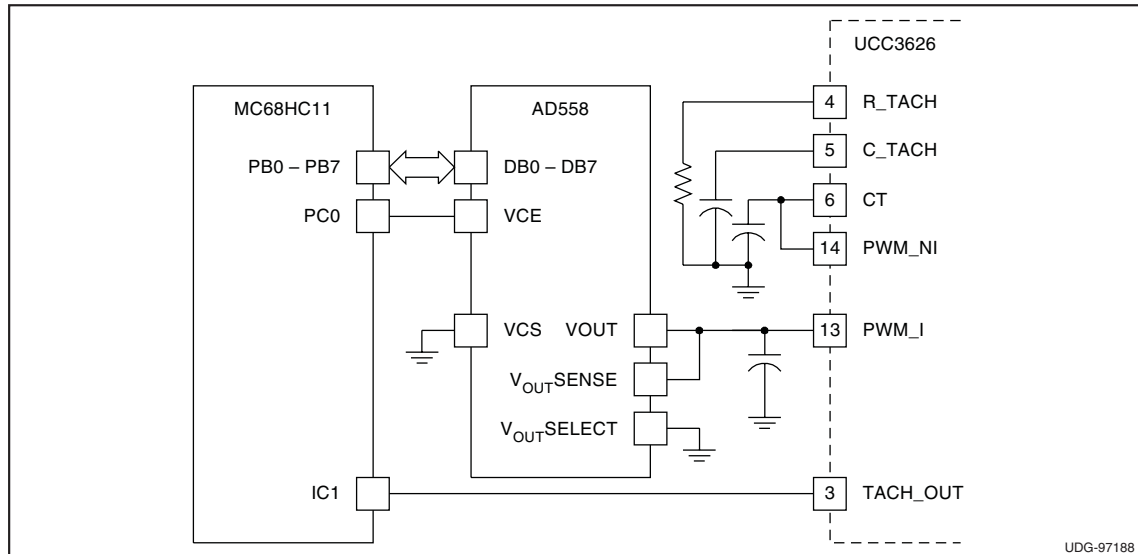 UCC3626
MC68HC11
AD558
4
R_TACH
5
C_TACH
PB0 – PB7
DB0 – DB7
6
CT
PC0
VCE
14
PWM_NI
VCS
VOUT
13
PWM_I
VOUTSENSE
VOUTSELECT
IC1
3
TACH_OUT
UDG-97188